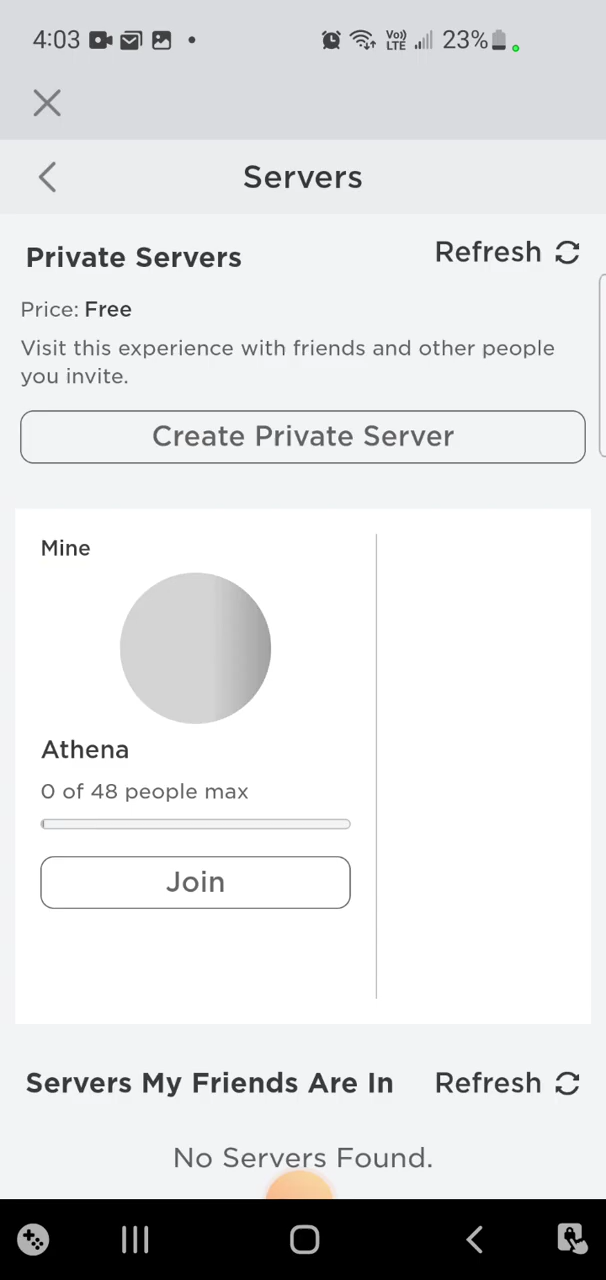 4:03
Vo))
LTE
23%
Servers
Private Servers
Refresh
Price: Free
Visit this experience with friends and other people
you invite.
Create Private Server
Mine
Athena
0 of 48 people max
Join
Servers My Friends Are In
Refresh
No Servers Found.